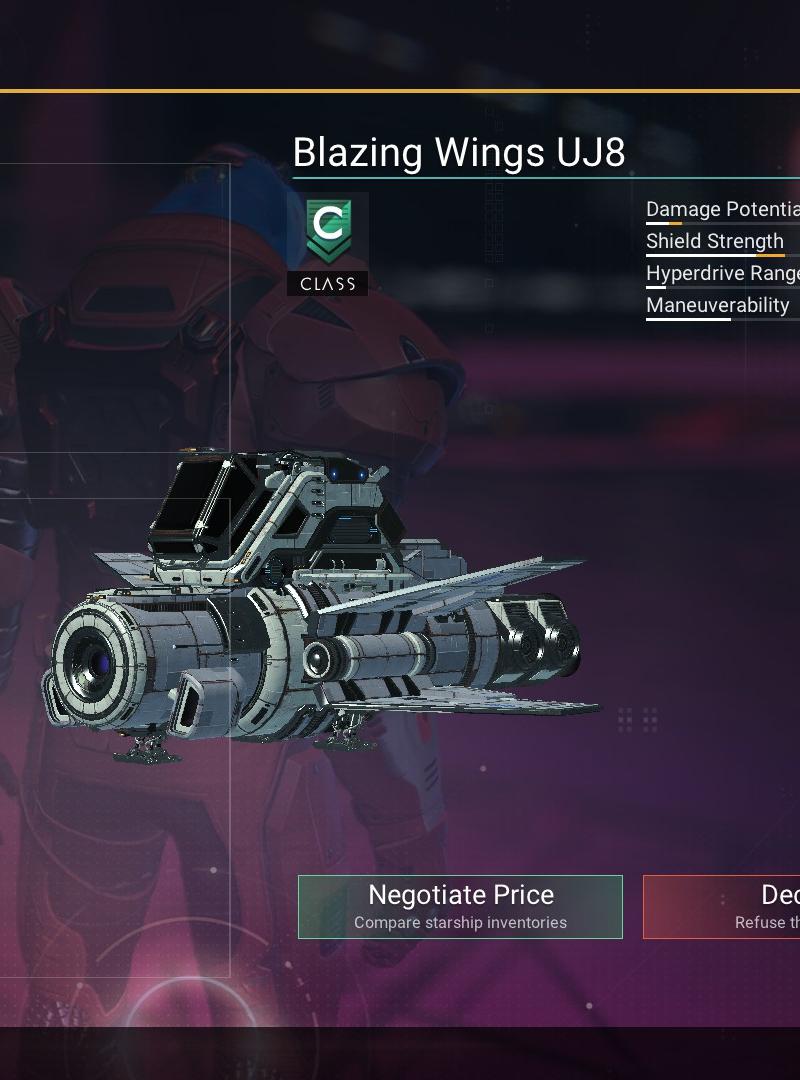 Blazing Wings UJ8
C
CLASS
Damage Potentia
Shield Strength
Hyperdrive Range
Maneuverability
Negotiate Price
Compare starship inventories
Dec
Refuse th